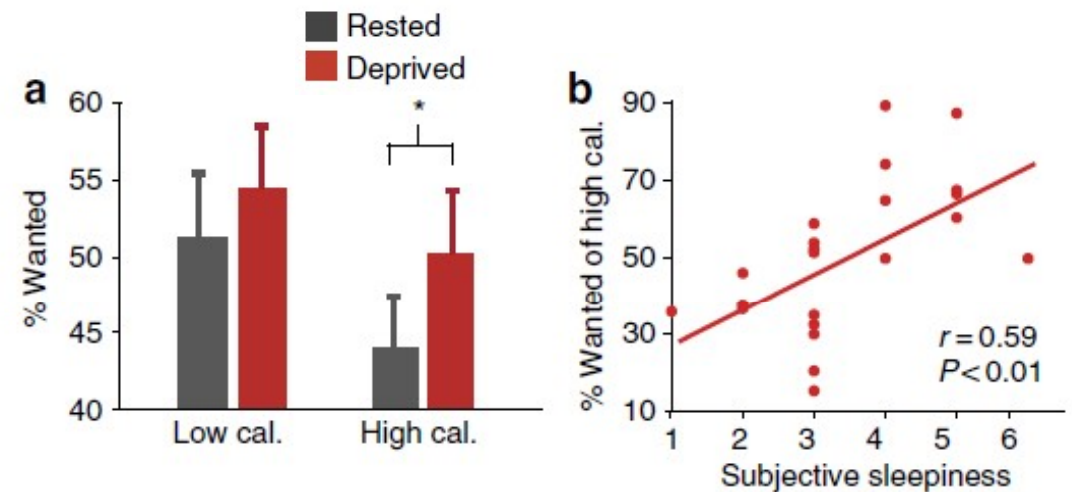 Rested
Deprived
a
60
55
50
45
40
% Wanted
*
Low cal.
High cal.
b
90
70
50
30
10
% Wanted of high cal.
r = 0.59
P < 0.01
1 2 3 4 5 6
Subjective sleepiness